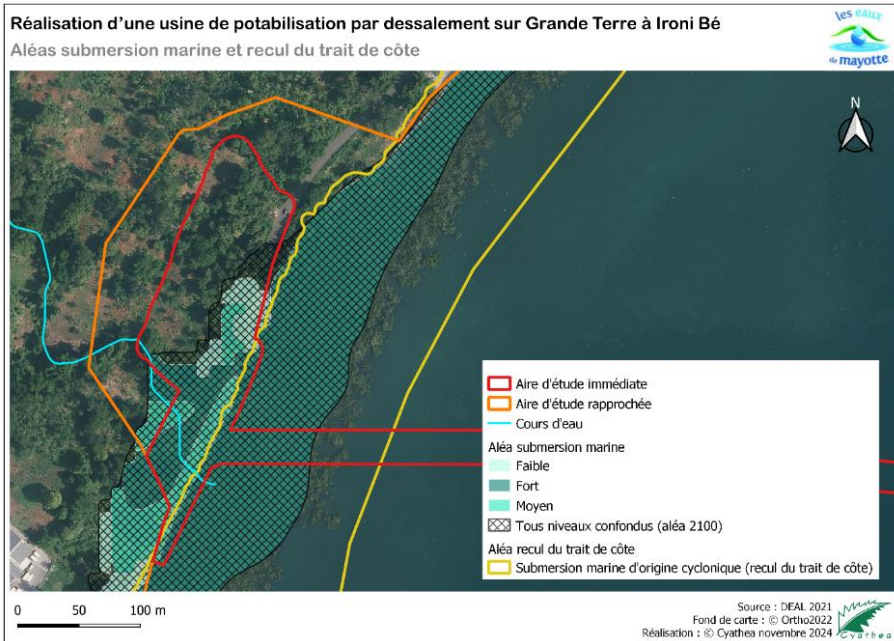 Réalisation d'une usine de potabilisation par dessalement sur Grande Terre à Ironi Bé
Aléas submersion marine et recul du trait de côte
les eaux
de mayotte
N
Aire d'étude immédiate
Aire d'étude rapprochée
Cours d'eau
Aléa submersion marine
Faible
Fort
Moyen
Tous niveaux confondus (aléa 2100)
Aléa recul du trait de côte
Submersion marine d'origine cyclonique (recul du trait de côte)
0 50 100 m
Source : DEAL 2021
Fond de carte : © Ortho2022
Réalisation : © Cyathea novembre 2024
Cyathea